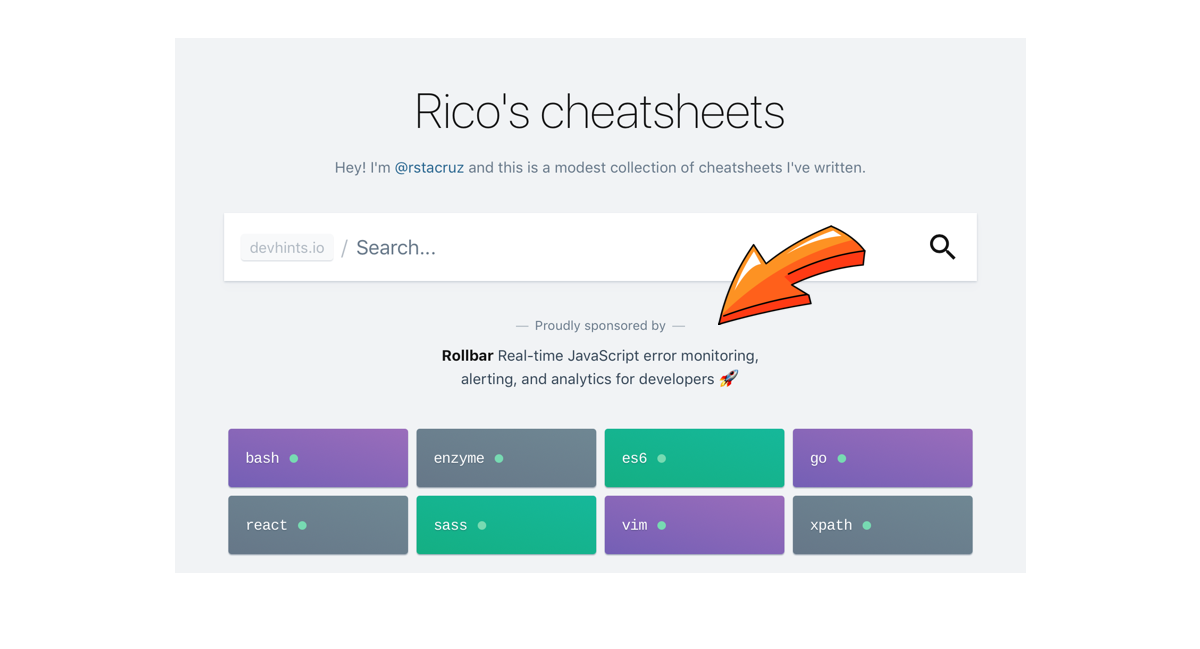 Rico's cheatsheets
Hey! I'm @rstacruz and this is a modest collection of cheatsheets I've written.
devhints.io / Search...
— Proudly sponsored by —
Rollbar Real-time JavaScript error monitoring,
alerting, and analytics for developers 🚀
bash enzyme es6 go
react sass vim xpath